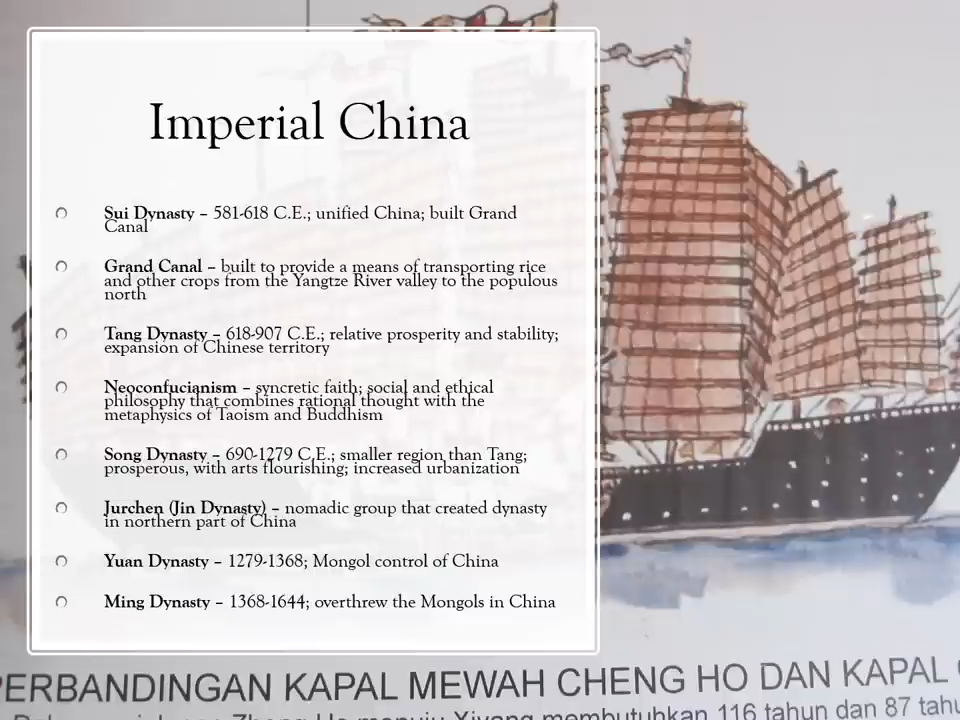 Imperial China
Sui Dynasty – 581-618 C.E.; unified China; built Grand
Canal
Grand Canal – built to provide a means of transporting rice
and other crops from the Yangtze River valley to the populous
north
Tang Dynasty – 618-907 C.E.; relative prosperity and stability;
expansion of Chinese territory
Neoconfucianism – syncretic faith; social and ethical
philosophy that combines rational thought with the
metaphysics of Taoism and Buddhism
Song Dynasty – 690-1279 C.E.; smaller region than Tang;
prosperous, with arts flourishing; increased urbanization
Jurchen (Jin Dynasty) – nomadic group that created dynasty
in northern part of China
Yuan Dynasty – 1279-1368; Mongol control of China
Ming Dynasty – 1368-1644; overthrew the Mongols in China
PERBANDINGAN KAPAL MEWAH CHENG HO DAN KAPAL
Zheng Ho menuju Xiyang membutuhkan 116 tahun dan 87